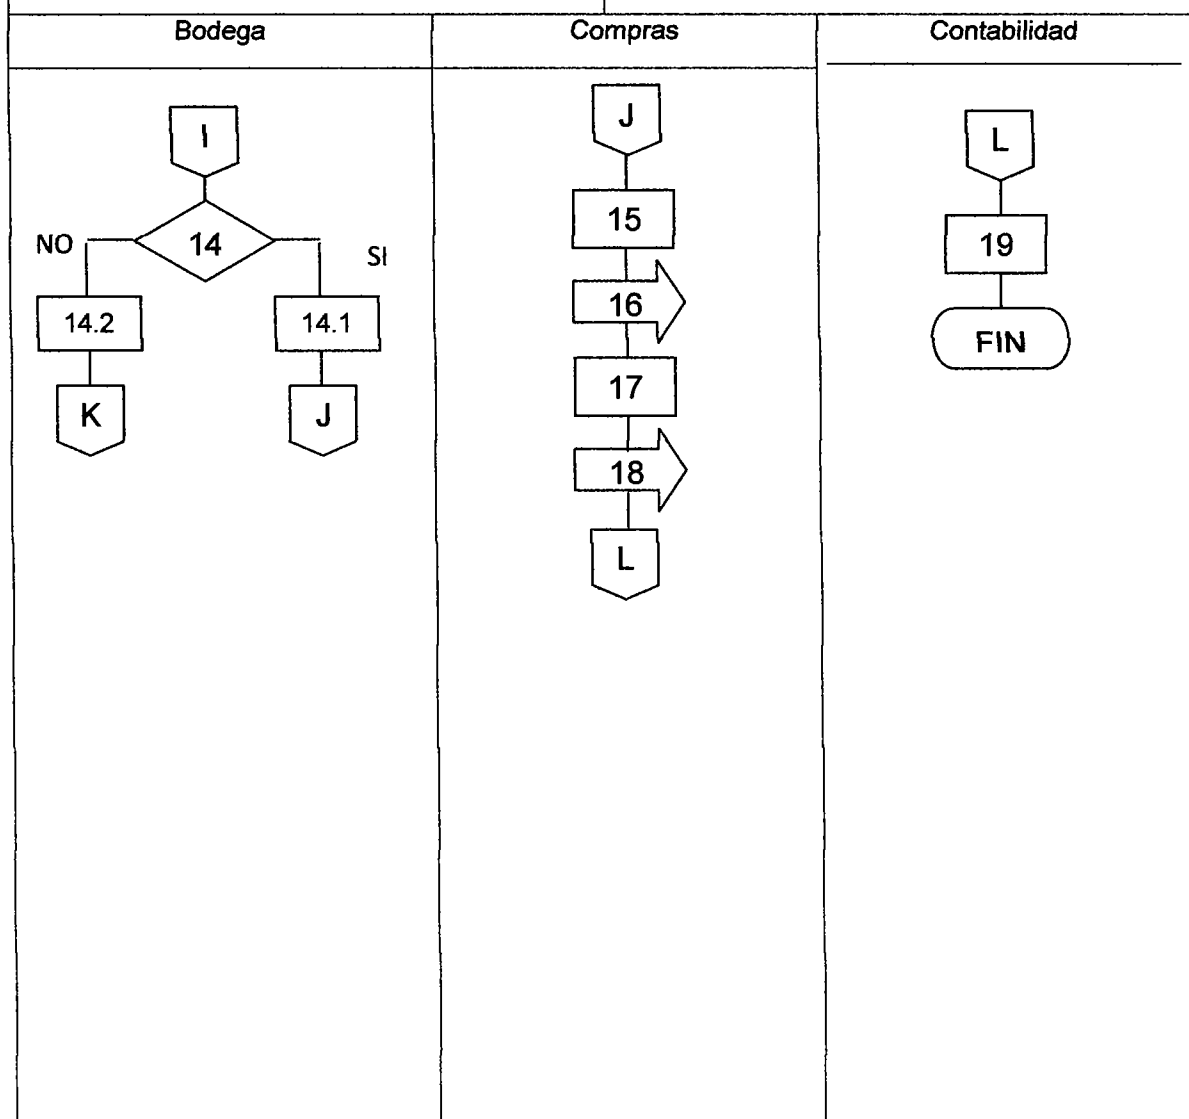 Bodega
Compras
Contabilidad
I
14
NO
SI
14.2
14.1
K
J
J
15
16
17
18
L
L
19
FIN